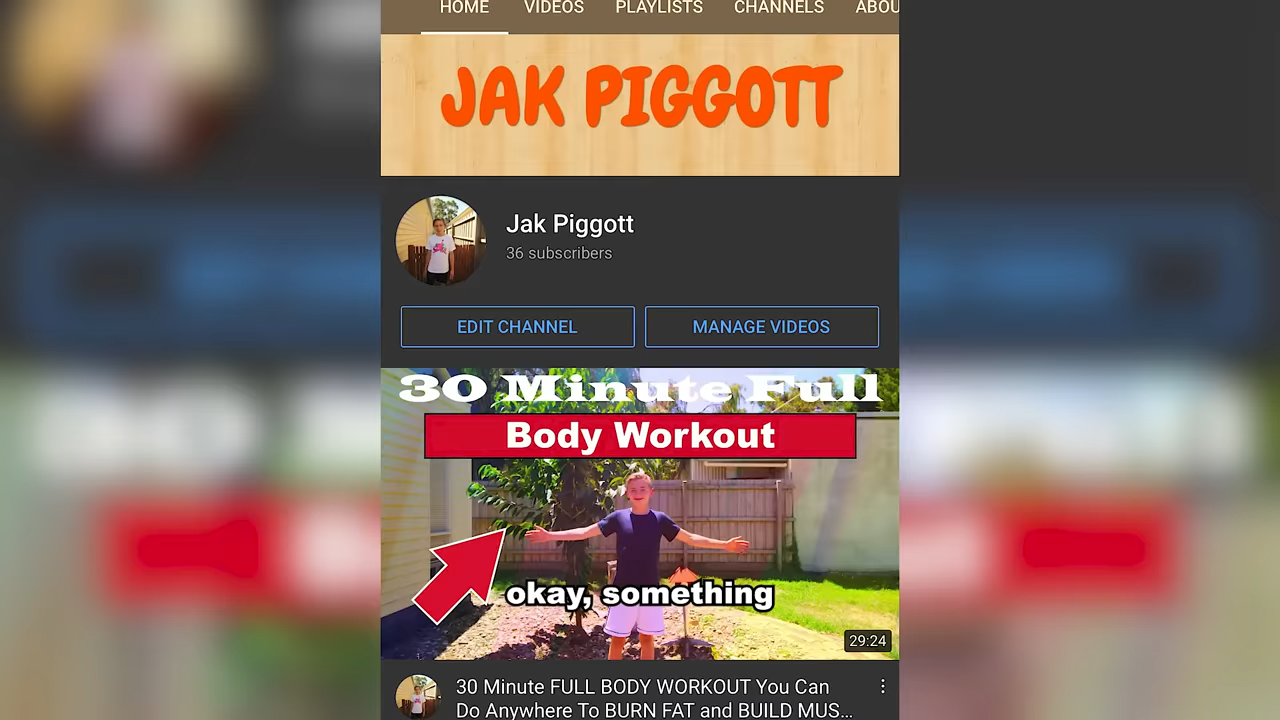 HOME VIDEOS PLAYLISTS CHANNELS ABOU
JAK PIGGOTT
Jak Piggott
36 subscribers
EDIT CHANNEL MANAGE VIDEOS
30 Minute Full
Body Workout
okay, something
29:24
30 Minute FULL BODY WORKOUT You Can
Do Anywhere To BURN FAT and BUILD MUS...